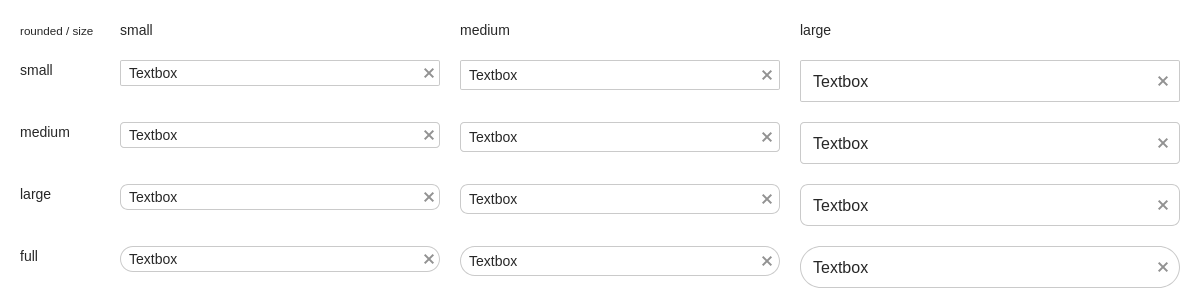 rounded / size small medium large
small Textbox Textbox Textbox
medium Textbox Textbox Textbox
large Textbox Textbox Textbox
full Textbox Textbox Textbox